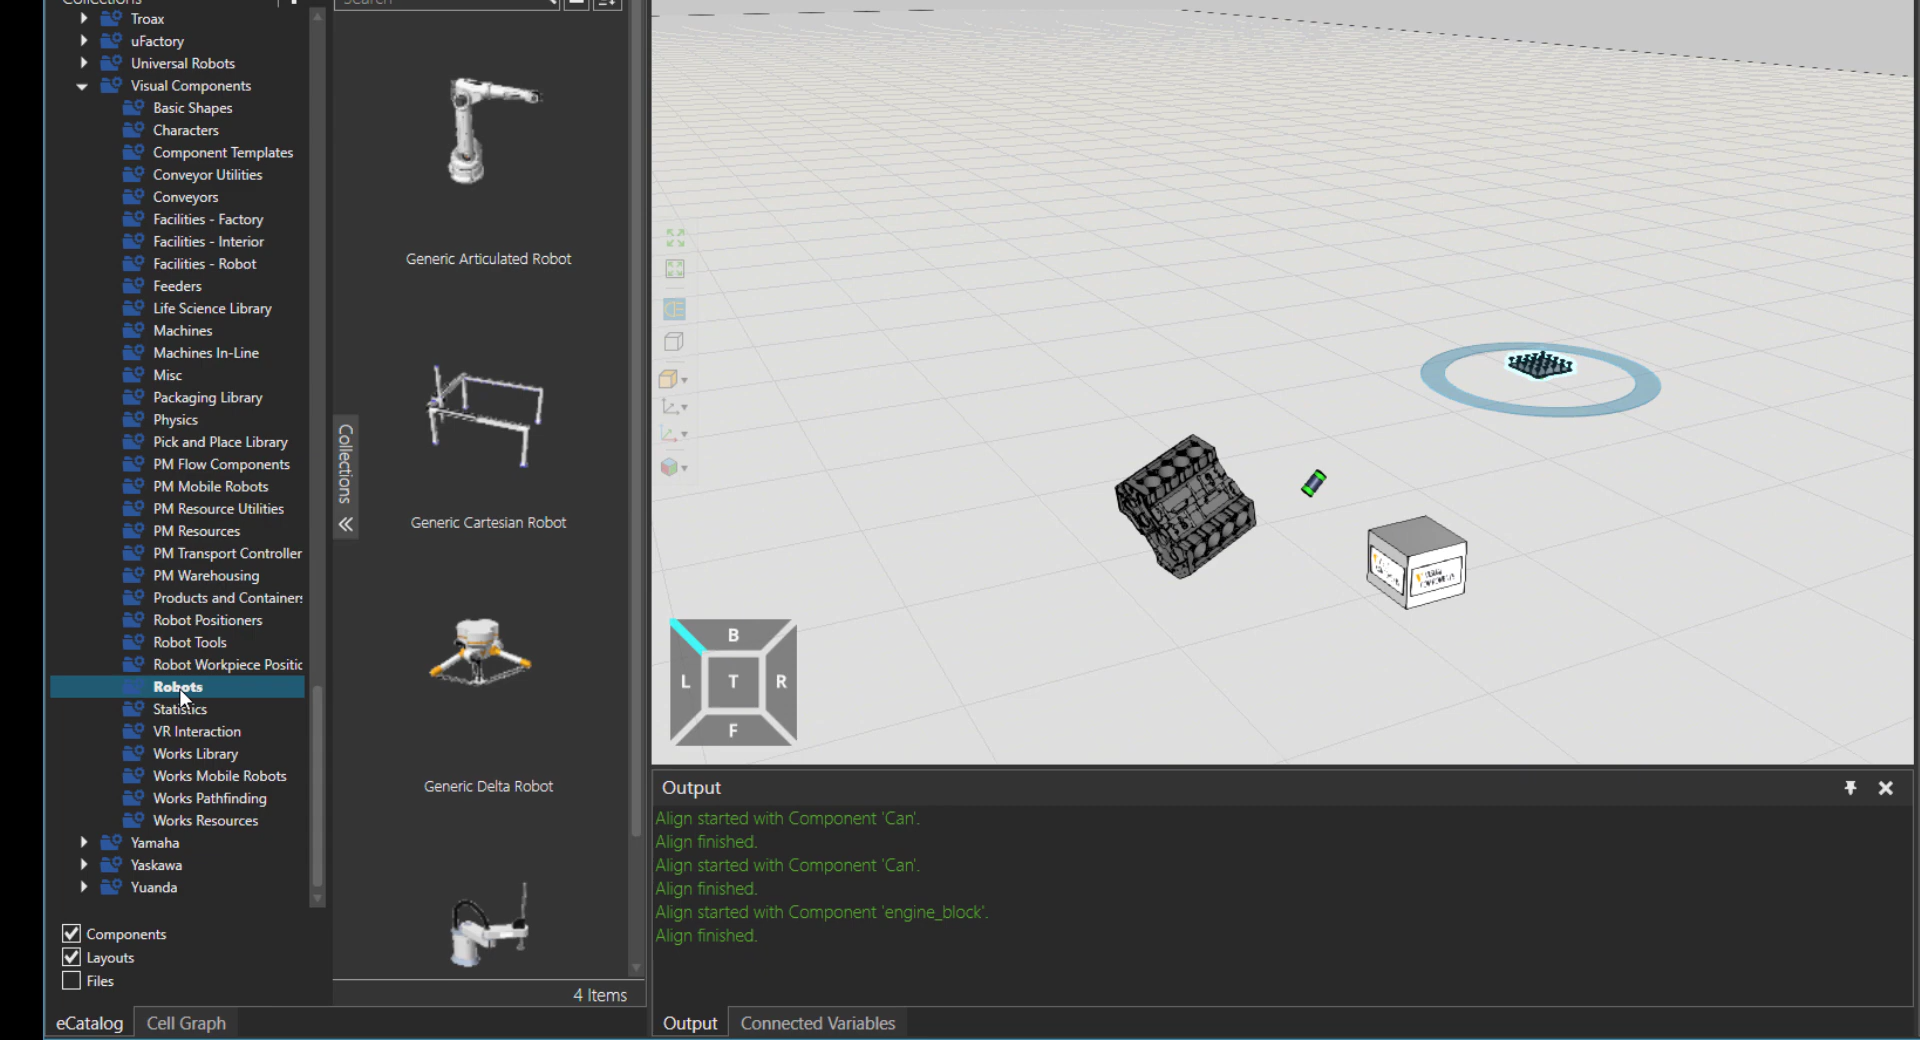 Collections
Search
Troax
uFactory
Universal Robots
Visual Components
Basic Shapes
Characters
Component Templates
Conveyor Utilities
Conveyors
Facilities - Factory
Facilities - Interior
Facilities - Robot
Feeders
Life Science Library
Machines
Machines In-Line
Misc
Packaging Library
Physics
Pick and Place Library
PM Flow Components
PM Mobile Robots
PM Resource Utilities
PM Resources
PM Transport Controller
PM Warehousing
Products and Containers
Robot Positioners
Robot Tools
Robot Workpiece Positic
Robots
Statistics
VR Interaction
Works Library
Works Mobile Robots
Works Pathfinding
Works Resources
Yamaha
Yaskawa
Yuanda
Components
Layouts
Files
eCatalog
Cell Graph
Collections
Generic Articulated Robot
Generic Cartesian Robot
Generic Delta Robot
4 Items
B
L T R
F
Output
Align started with Component 'Can'.
Align finished.
Align started with Component 'Can'.
Align finished.
Align started with Component 'engine_block'.
Align finished.
Output
Connected Variables